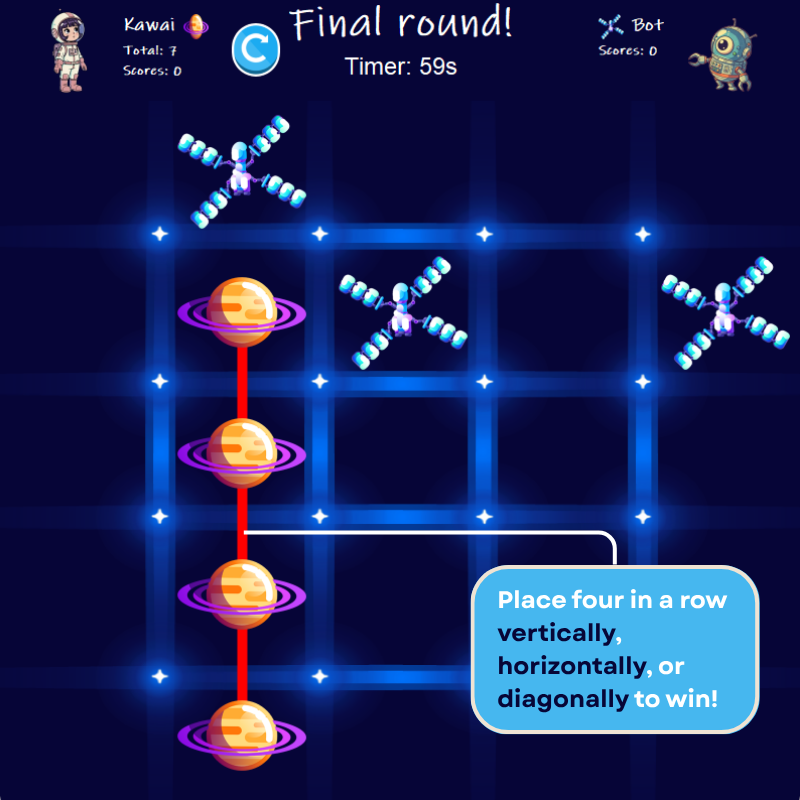 Kawai
Total: 7
Scores: 0
Final round!
Timer: 59s
Bot
Scores: 0
Place four in a row
vertically,
horizontally, or
diagonally to win!